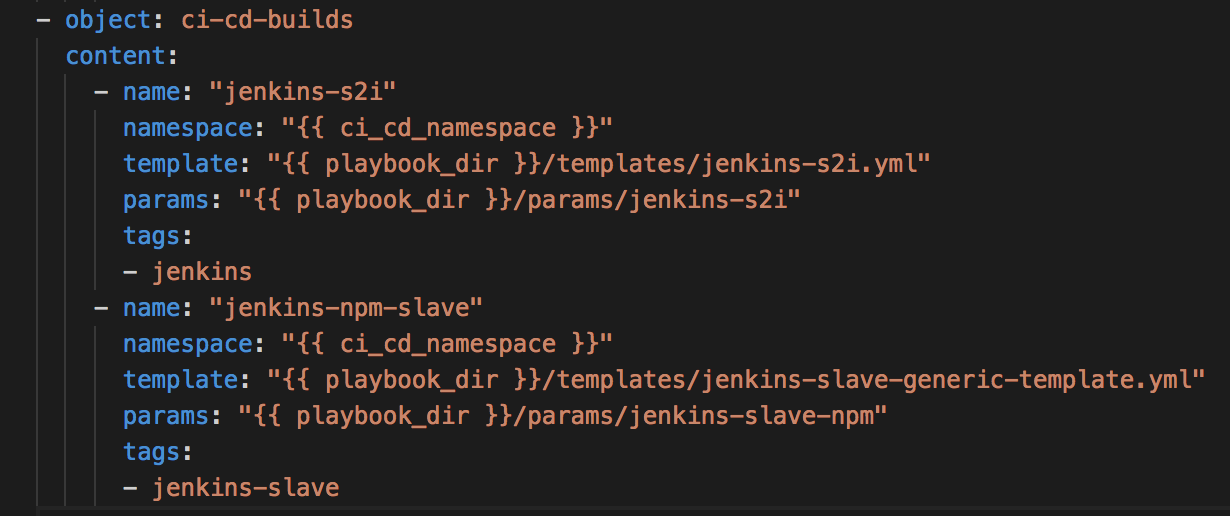 - object: ci-cd-builds
  content:
    - name: "jenkins-s2i"
      namespace: "{{ ci_cd_namespace }}"
      template: "{{ playbook_dir }}/templates/jenkins-s2i.yml"
      params: "{{ playbook_dir }}/params/jenkins-s2i"
      tags:
      - jenkins
    - name: "jenkins-npm-slave"
      namespace: "{{ ci_cd_namespace }}"
      template: "{{ playbook_dir }}/templates/jenkins-slave-generic-template.yml"
      params: "{{ playbook_dir }}/params/jenkins-slave-npm"
      tags:
      - jenkins-slave